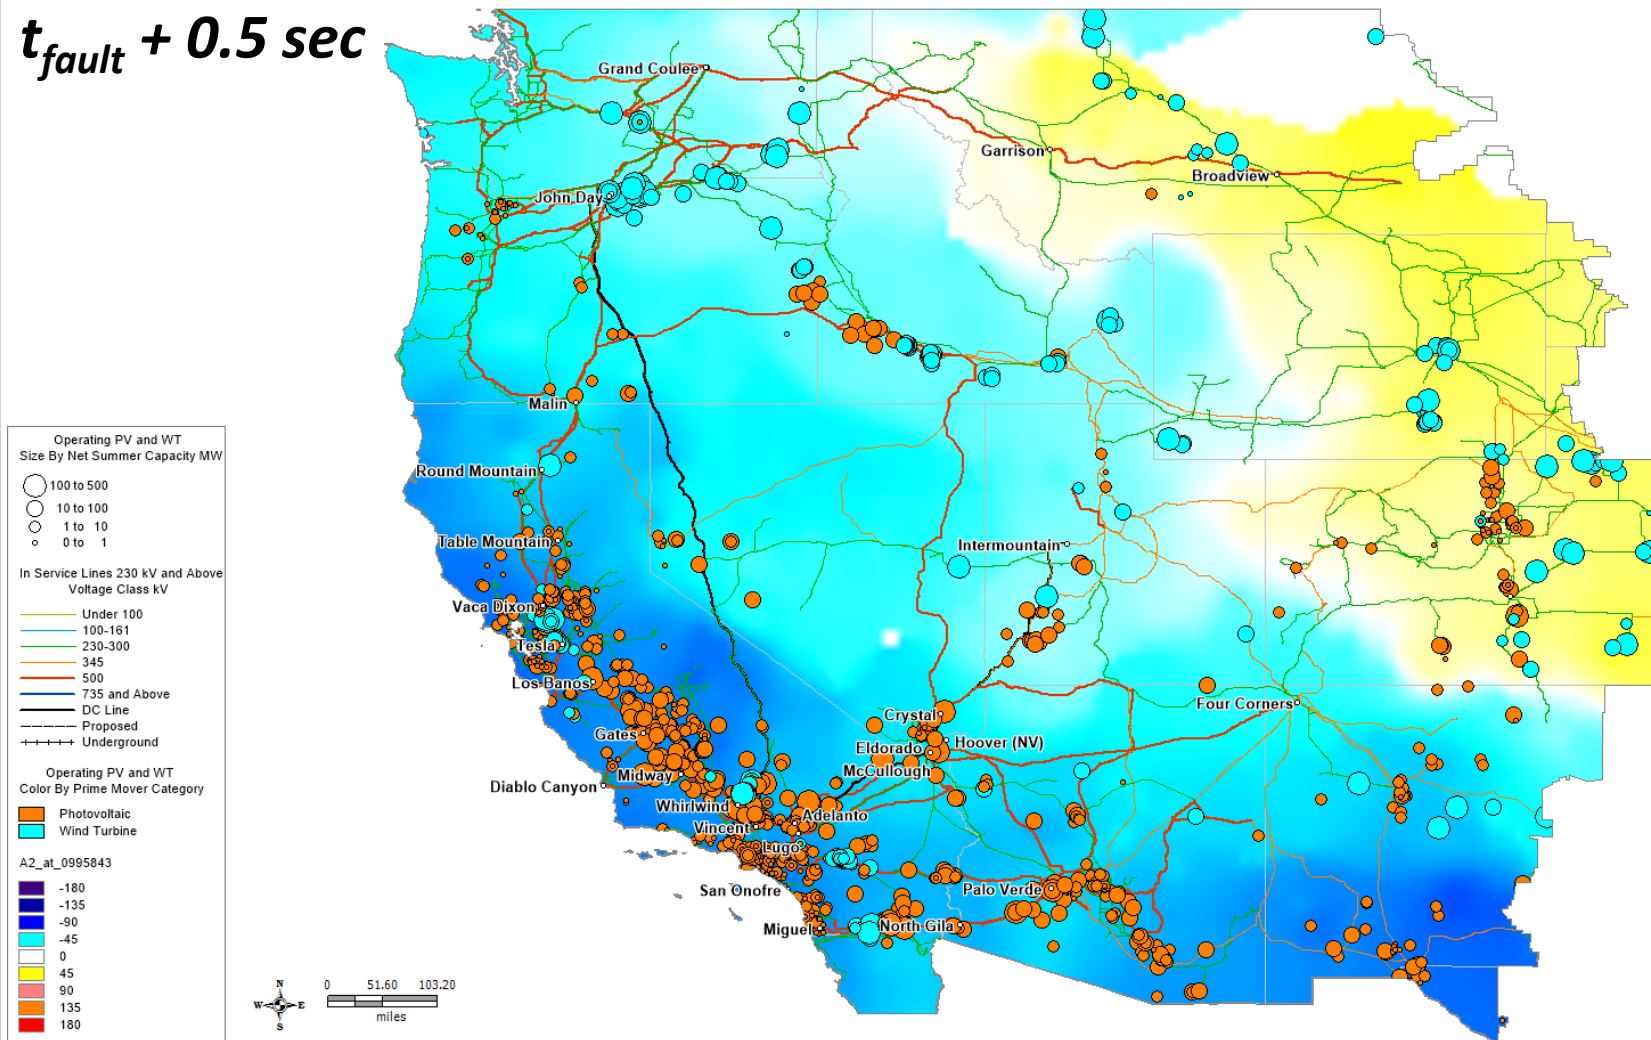 t_fault + 0.5 sec
Grand Coulee
Garrison
Broadview
John Day
Malin
Round Mountain
Table Mountain
Intermountain
Vaca Dixon
Tesla
Los Banos
Four Corners
Crystal
Gates
Eldorado
Hoover (NV)
Midway
McCullough
Diablo Canyon
Whirlwind
Adelanto
Vincent
Lugo
San Onofre
Palo Verde
Miguel
North Gila
Operating PV and WT
Size By Net Summer Capacity MW
100 to 500
10 to 100
1 to 10
0 to 1
In Service Lines 230 kV and Above
Voltage Class kV
Under 100
100-161
230-300
345
500
735 and Above
DC Line
Proposed
Underground
Operating PV and WT
Color By Prime Mover Category
Photovoltaic
Wind Turbine
A2_at_0995843
-180
-135
-90
-45
0
45
90
135
180
N
W
E
S
0 51.60 103.20
miles